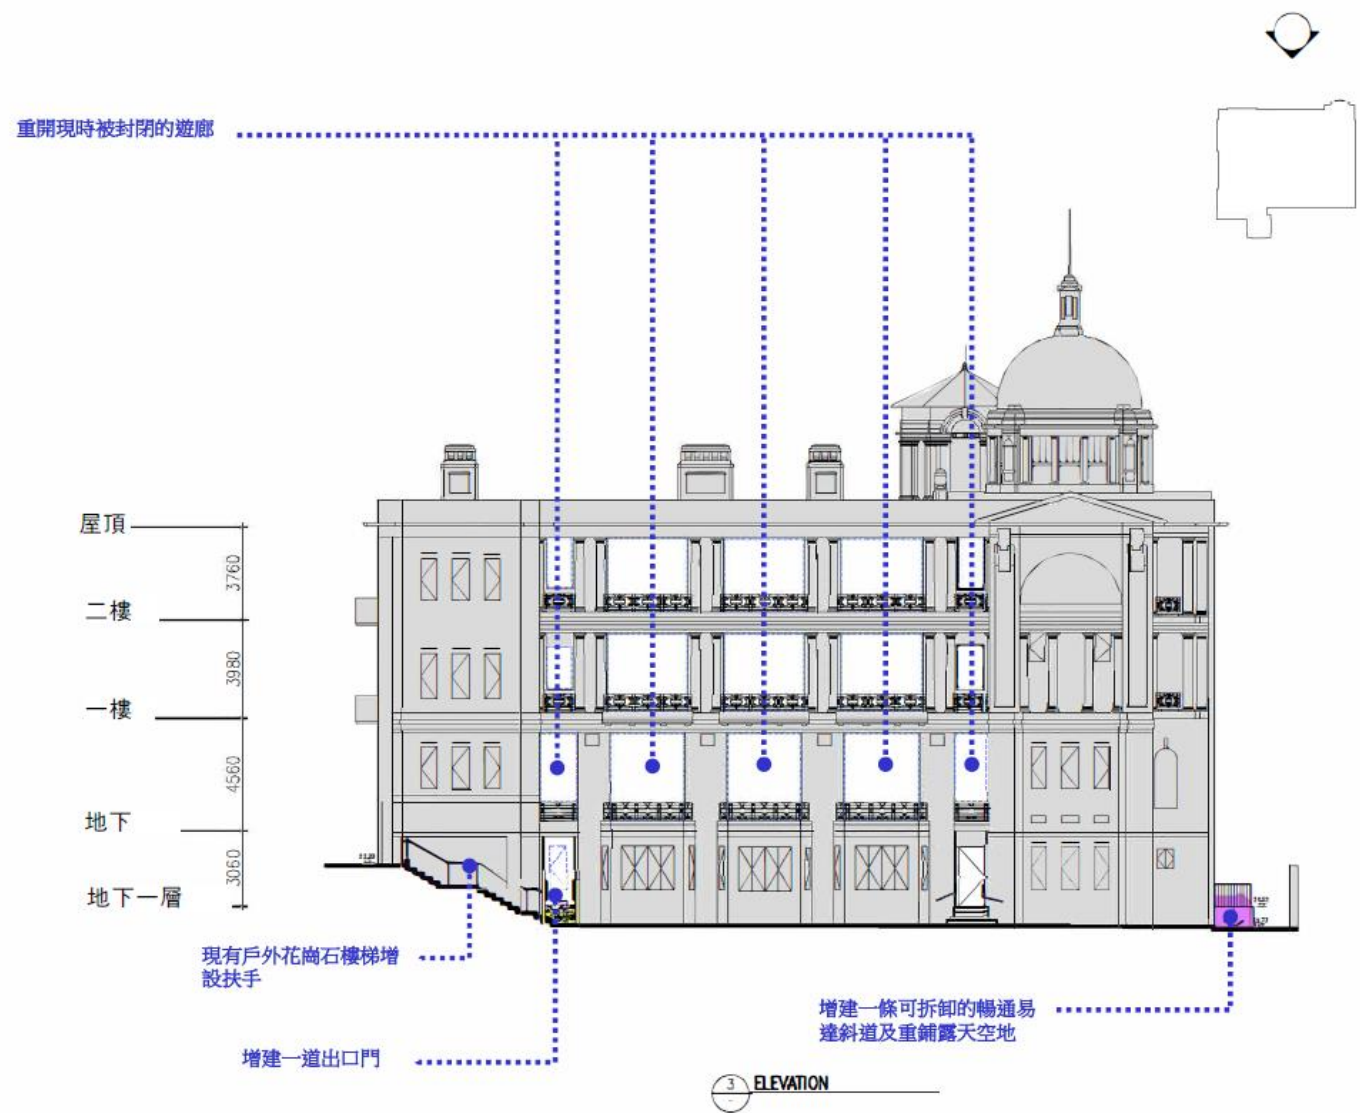 重開現時被封閉的遊廊
屋頂
3760
二樓
3980
一樓
4560
地下
3060
地下一層
現有戶外花崗石樓梯增
設扶手
增建一道出口門
增建一條可拆卸的暢通易
達斜道及重鋪露天空地
3 ELEVATION